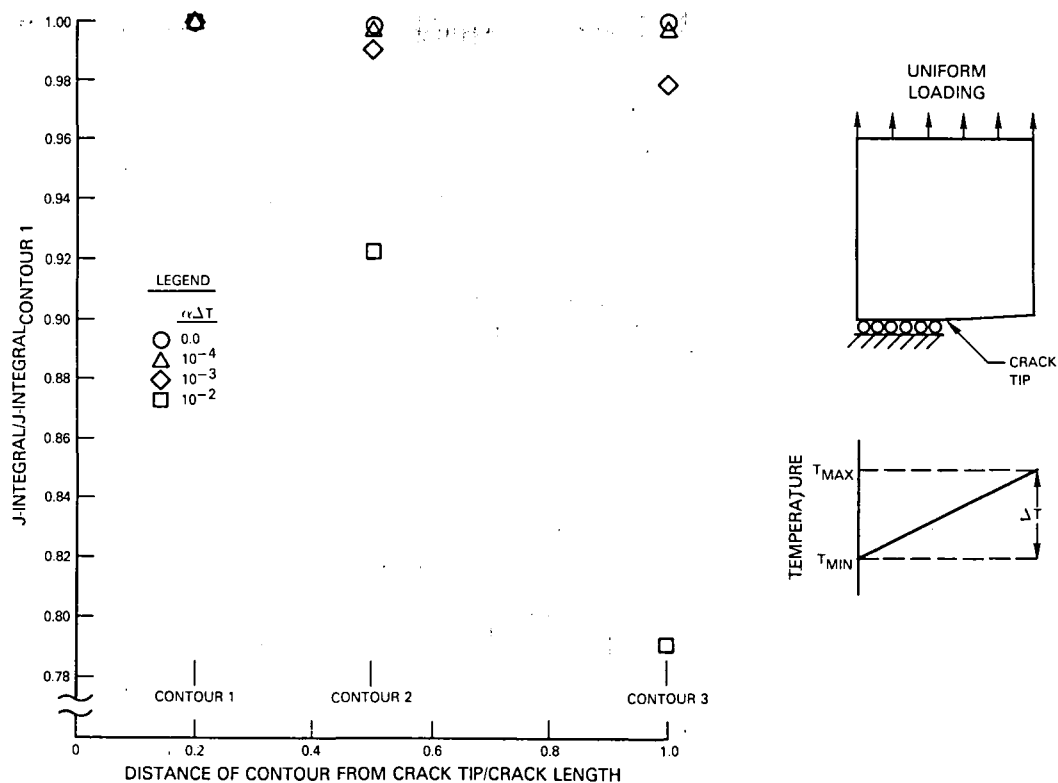 1.00
0.98
0.96
0.94
0.92
0.90
0.88
0.86
0.84
0.82
0.80
0.78
J-INTEGRAL/J-INTEGRAL CONTOUR 1
LEGEND
αΔT
0.0
10⁻⁴
10⁻³
10⁻²
CONTOUR 1
CONTOUR 2
CONTOUR 3
0
0.2
0.4
0.6
0.8
1.0
DISTANCE OF CONTOUR FROM CRACK TIP/CRACK LENGTH
UNIFORM
LOADING
CRACK
TIP
TEMPERATURE
TMAX
TMIN
ΔT